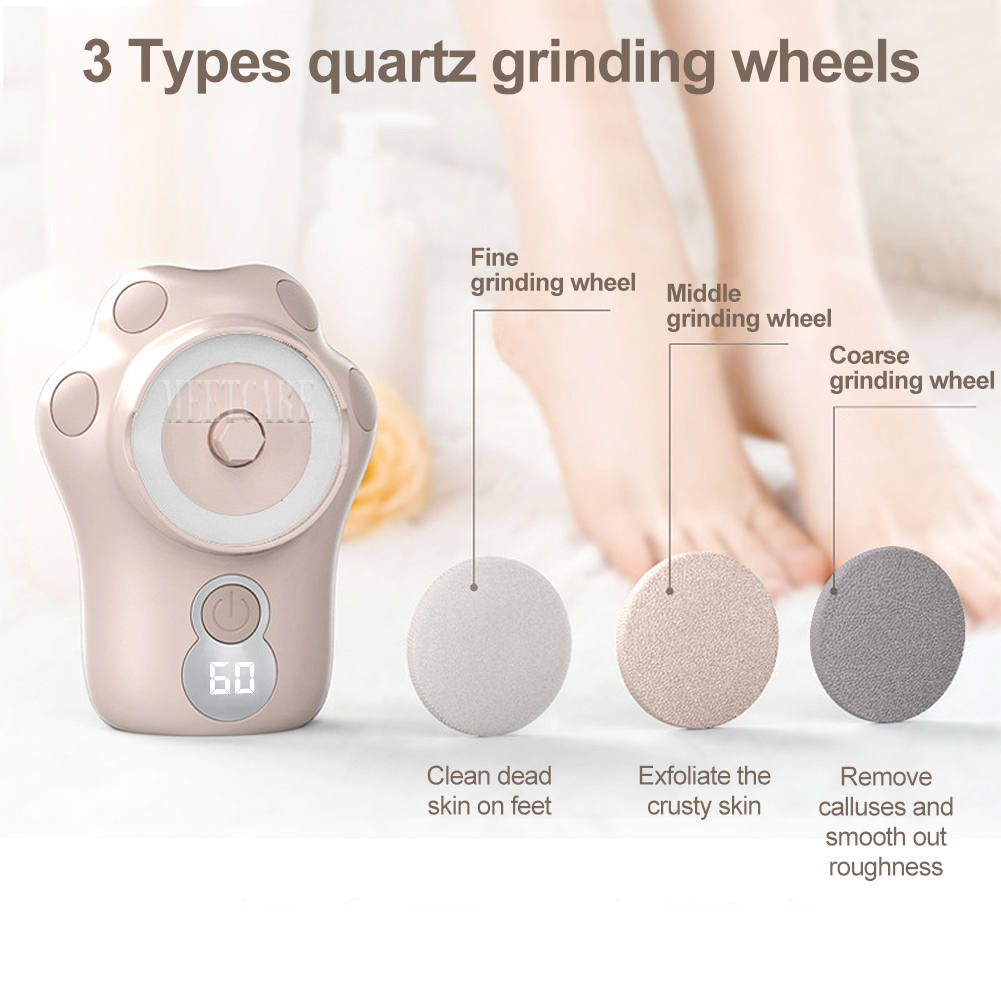 3 Types quartz grinding wheels
Fine
grinding wheel
Middle
grinding wheel
Coarse
grinding wheel
MEETCARE
60
Clean dead
skin on feet
Exfoliate the
crusty skin
Remove
calluses and
smooth out
roughness